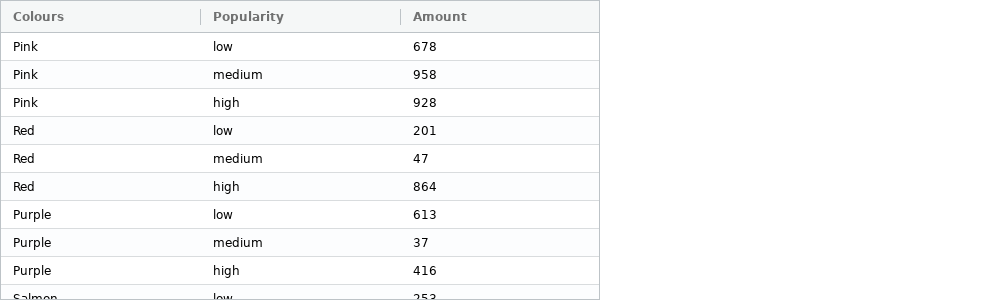 Colours Popularity Amount
Pink low 678
Pink medium 958
Pink high 928
Red low 201
Red medium 47
Red high 864
Purple low 613
Purple medium 37
Purple high 416
Salmon low 253